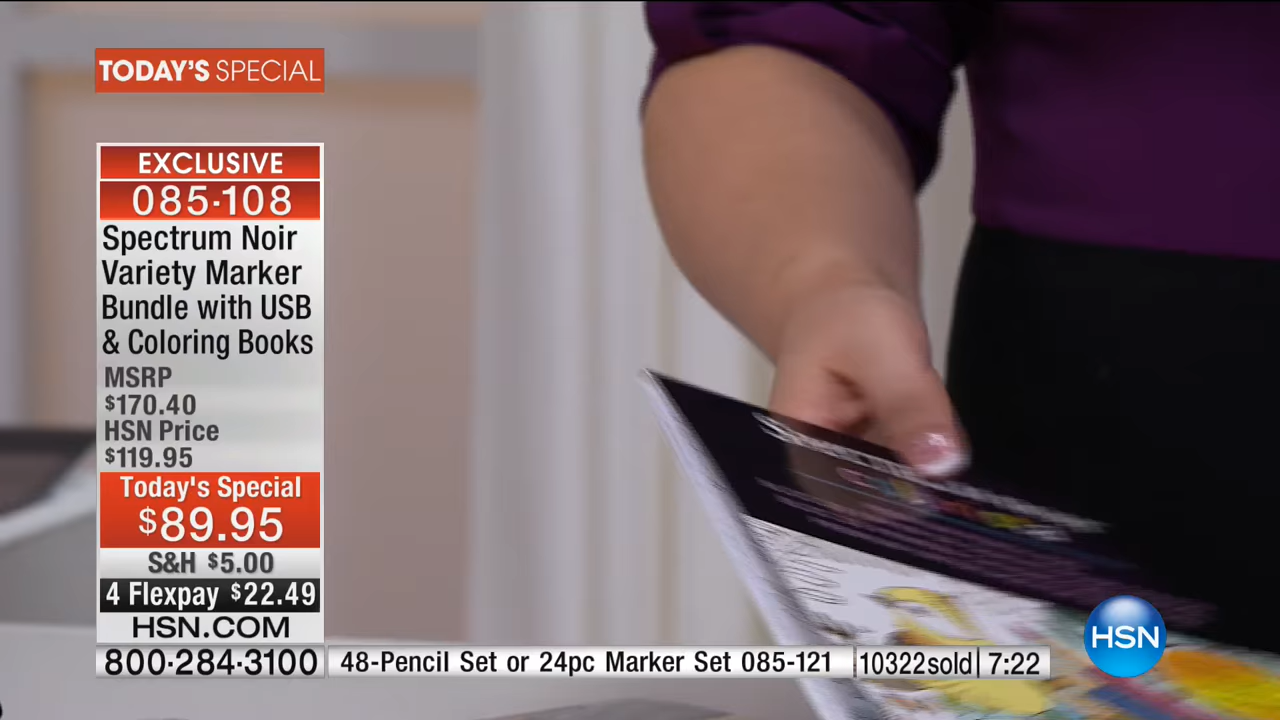 TODAY'S SPECIAL
EXCLUSIVE
085-108
Spectrum Noir
Variety Marker
Bundle with USB
& Coloring Books
MSRP
$170.40
HSN Price
$119.95
Today's Special
$89.95
S&H $5.00
4 Flexpay $22.49
HSN.COM
800-284-3100 48-Pencil Set or 24pc Marker Set 085-121 10322sold 7:22
HSN